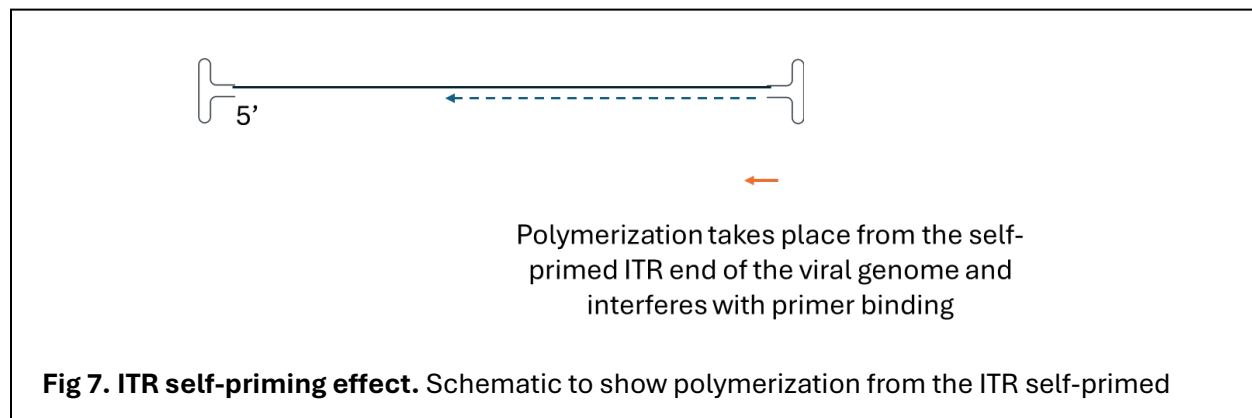 5’
Polymerization takes place from the self-
primed ITR end of the viral genome and
interferes with primer binding
Fig 7. ITR self-priming effect. Schematic to show polymerization from the ITR self-primed